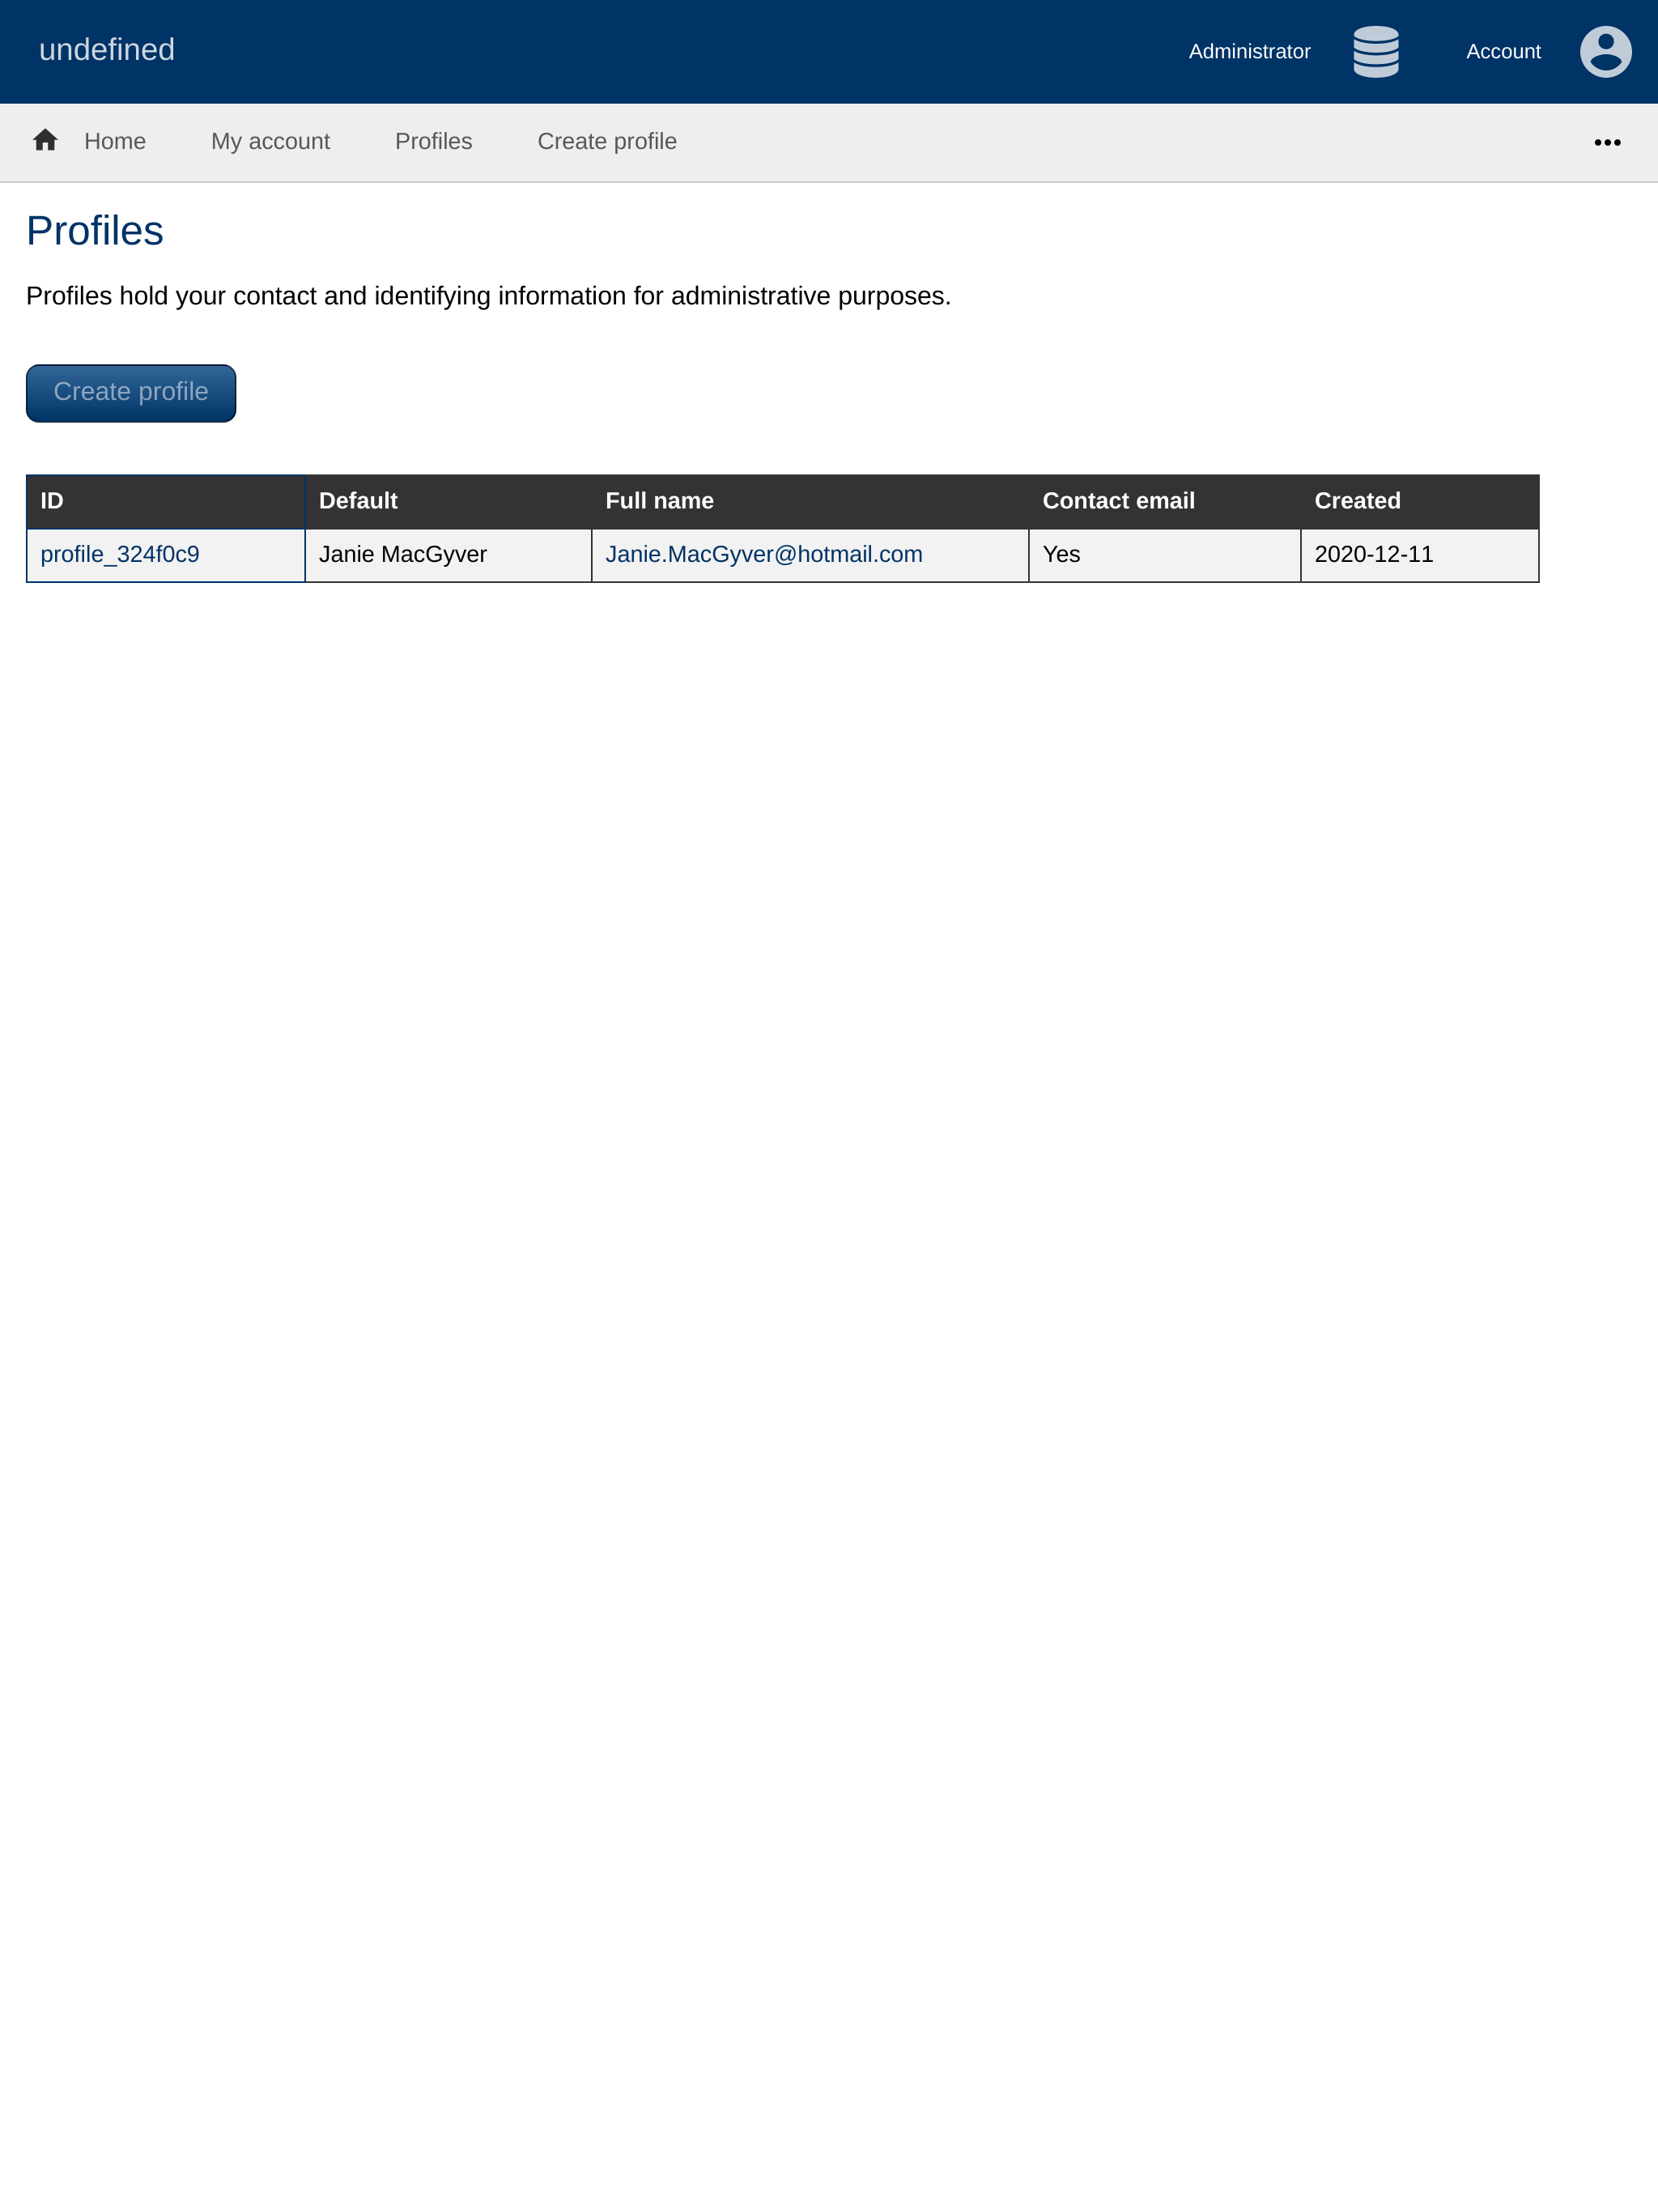 undefined Administrator Account
Home My account Profiles Create profile
Profiles
Profiles hold your contact and identifying information for administrative purposes.
Create profile
ID Default Full name Contact email Created
profile_324f0c9 Janie MacGyver Janie.MacGyver@hotmail.com Yes 2020-12-11